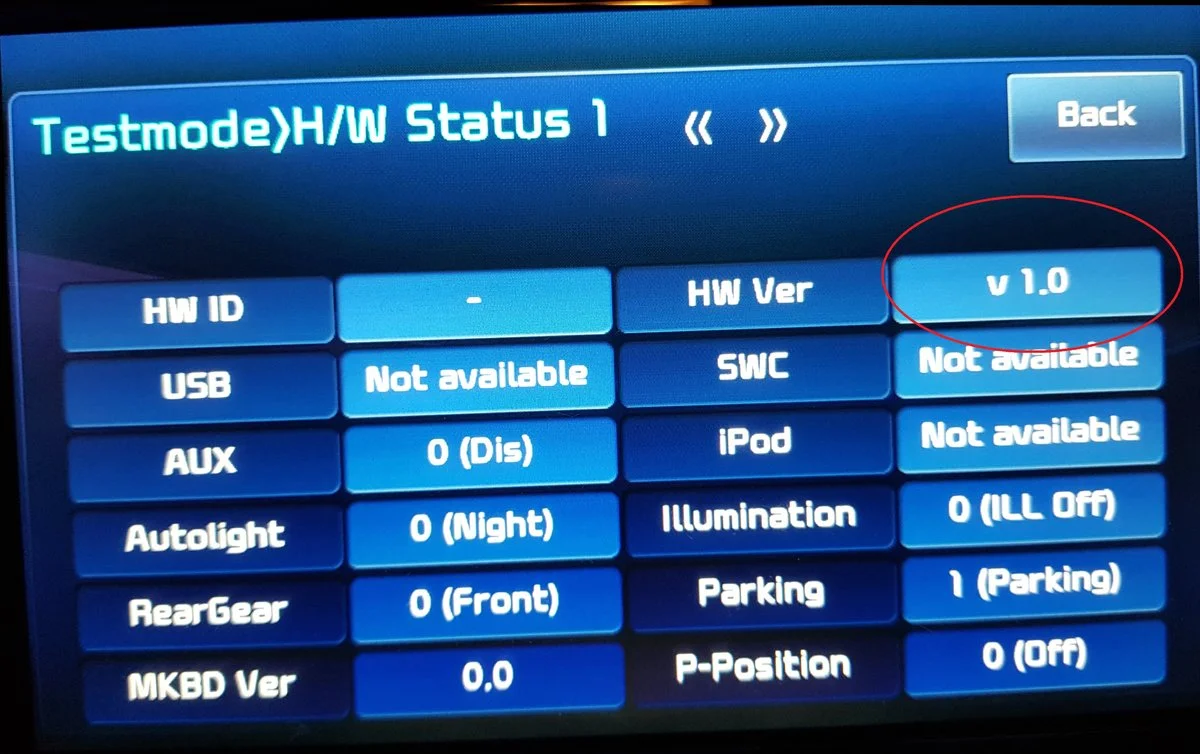 Testmode>H/W Status 1 « » Back
HW ID - HW Ver v 1.0
USB Not available SWC Not available
AUX 0 (Dis) iPod Not available
Autolight 0 (Night) Illumination 0 (ILL Off)
RearGear 0 (Front) Parking 1 (Parking)
MKBD Ver 0.0 P-Position 0 (Off)